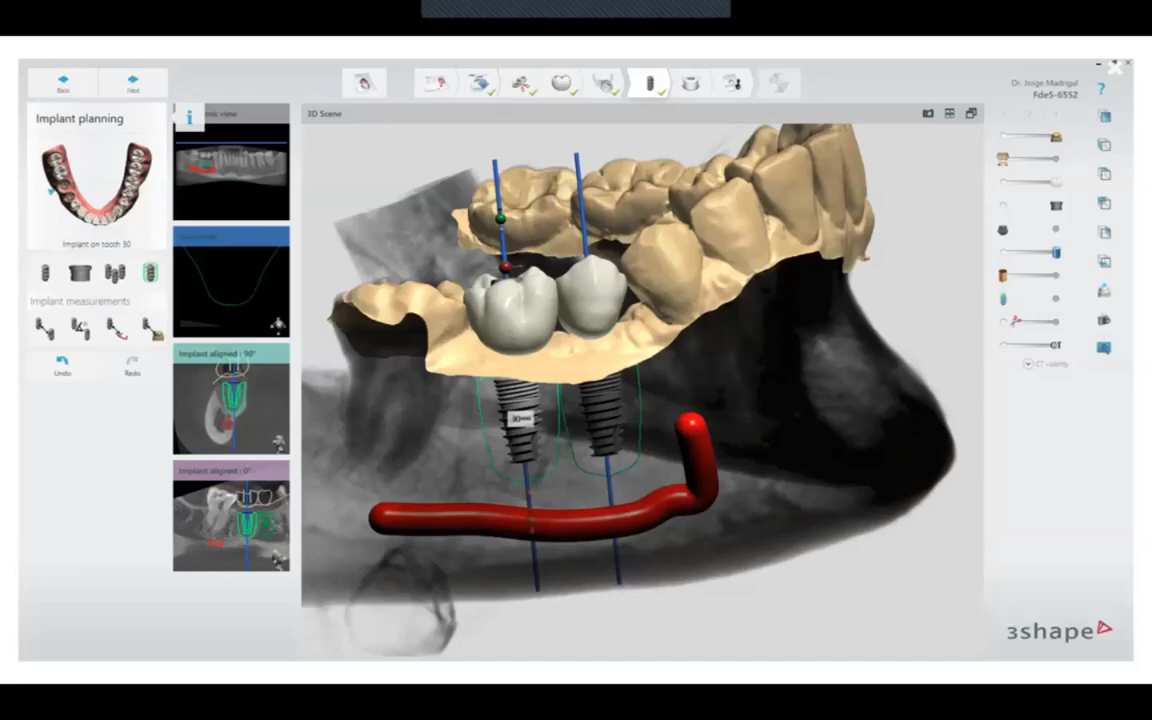 Back
Next
Implant planning
Implant on tooth 30
Implant measurements
Undo
Redo
view
Implant aligned : 90°
Implant aligned : 0°
3D Scene
Dr. Jorge Madrigal
Fde5-6552
?
CT visibility
3shape